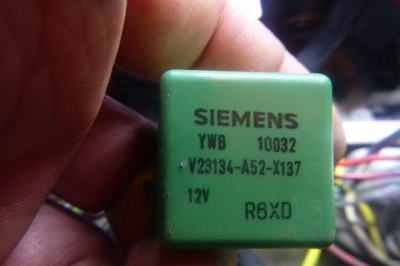 SIEMENS
YWB 10032
V23134-A52-X137
12V
R6XD